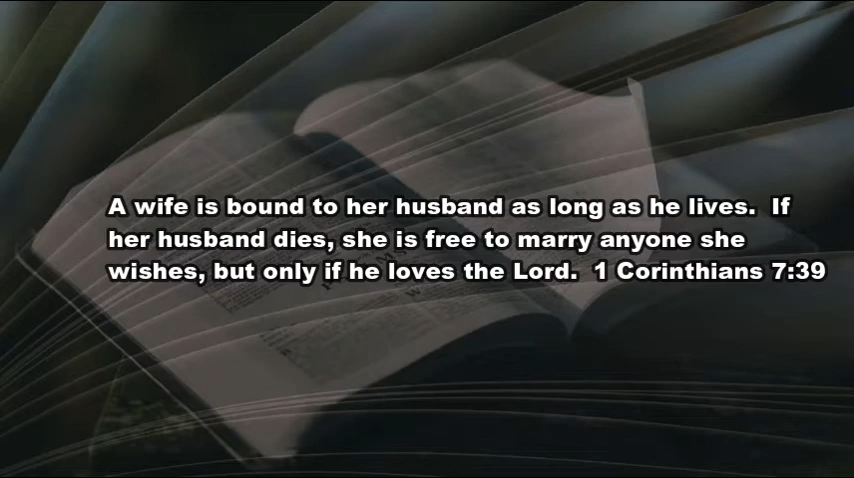 A wife is bound to her husband as long as he lives.  If
her husband dies, she is free to marry anyone she
wishes, but only if he loves the Lord.  1 Corinthians 7:39